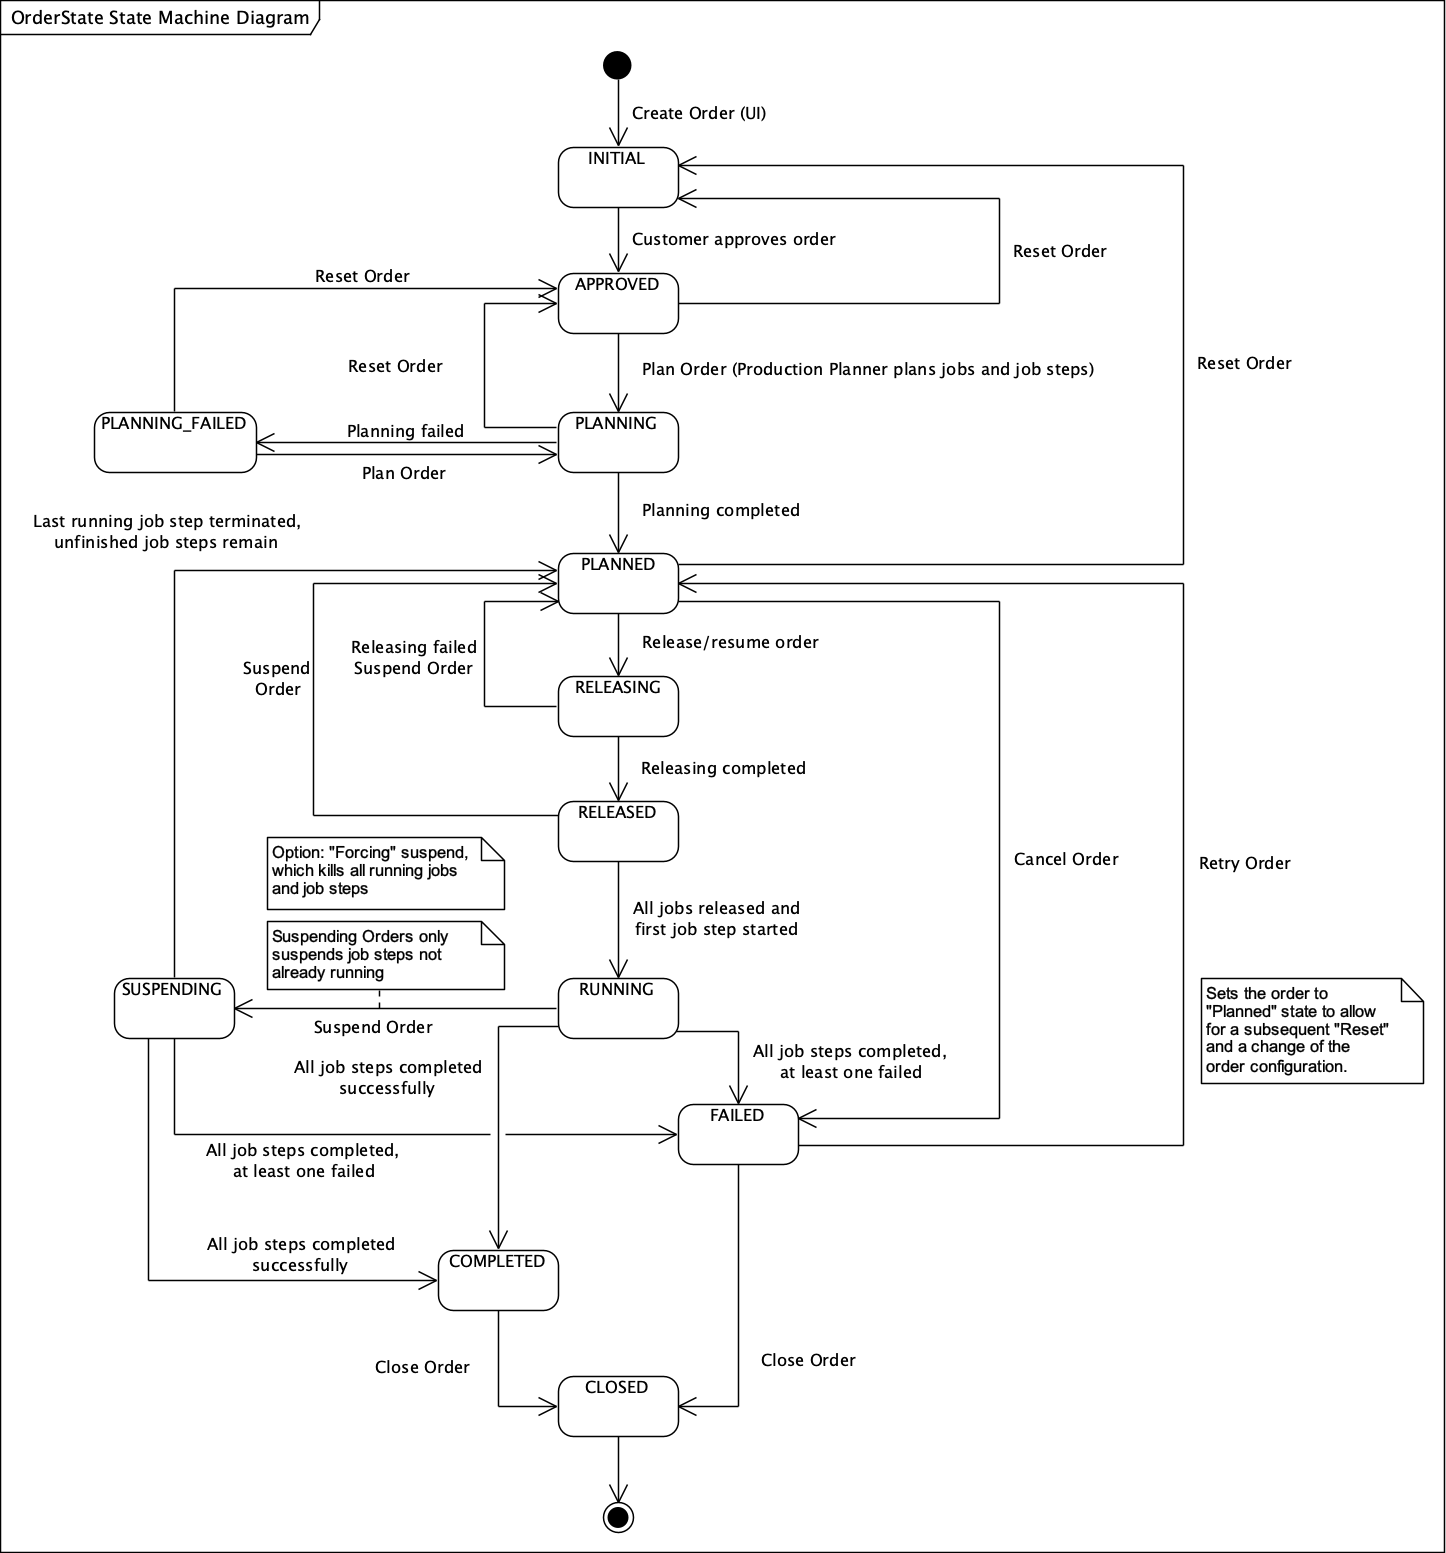 OrderState State Machine Diagram
Create Order (UI)
INITIAL
Customer approves order
Reset Order
Reset Order
APPROVED
Reset Order
Reset Order
Plan Order (Production Planner plans jobs and job steps)
PLANNING_FAILED
Planning failed
Plan Order
PLANNING
Planning completed
Last running job step terminated,
unfinished job steps remain
PLANNED
Release/resume order
Releasing failed
Suspend Order
Suspend
Order
RELEASING
Releasing completed
RELEASED
Option: "Forcing" suspend,
which kills all running jobs
and job steps
Cancel Order
Retry Order
All jobs released and
first job step started
Suspending Orders only
suspends job steps not
already running
SUSPENDING
RUNNING
Sets the order to
"Planned" state to allow
for a subsequent "Reset"
and a change of the
order configuration.
Suspend Order
All job steps completed
successfully
All job steps completed,
at least one failed
FAILED
All job steps completed,
at least one failed
All job steps completed
successfully
COMPLETED
Close Order
Close Order
CLOSED